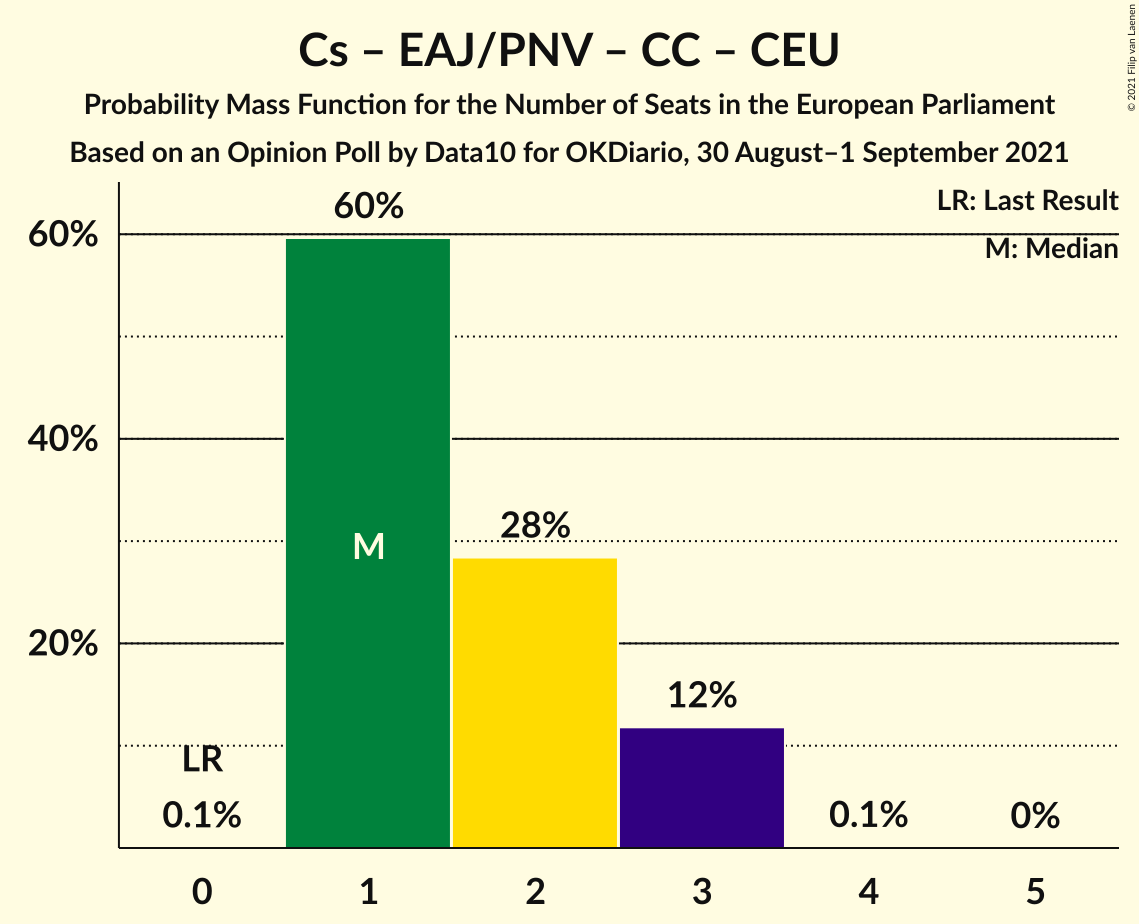 Cs – EAJ/PNV – CC – CEU
Probability Mass Function for the Number of Seats in the European Parliament
Based on an Opinion Poll by Data10 for OKDiario, 30 August–1 September 2021
© 2021 Filip van Laenen
LR: Last Result
M: Median
60%
40%
20%
60%
28%
12%
M
LR
0.1%
0.1%
0%
0 1 2 3 4 5